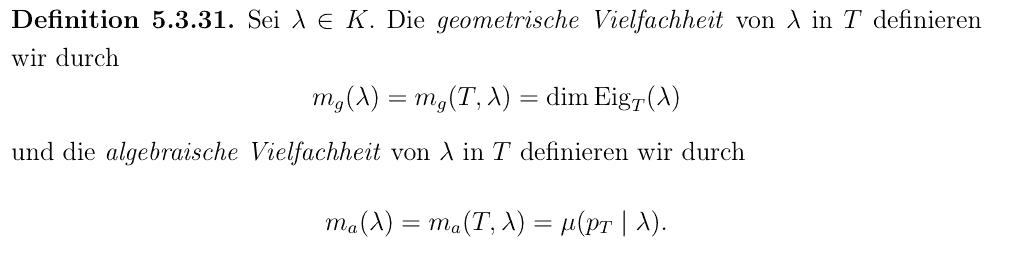 Definition 5.3.31. Sei λ ∈ K. Die geometrische Vielfachheit von λ in T definieren
wir durch
m_g(λ) = m_g(T, λ) = dim Eig_T(λ)
und die algebraische Vielfachheit von λ in T definieren wir durch
m_a(λ) = m_a(T, λ) = μ(p_T | λ).